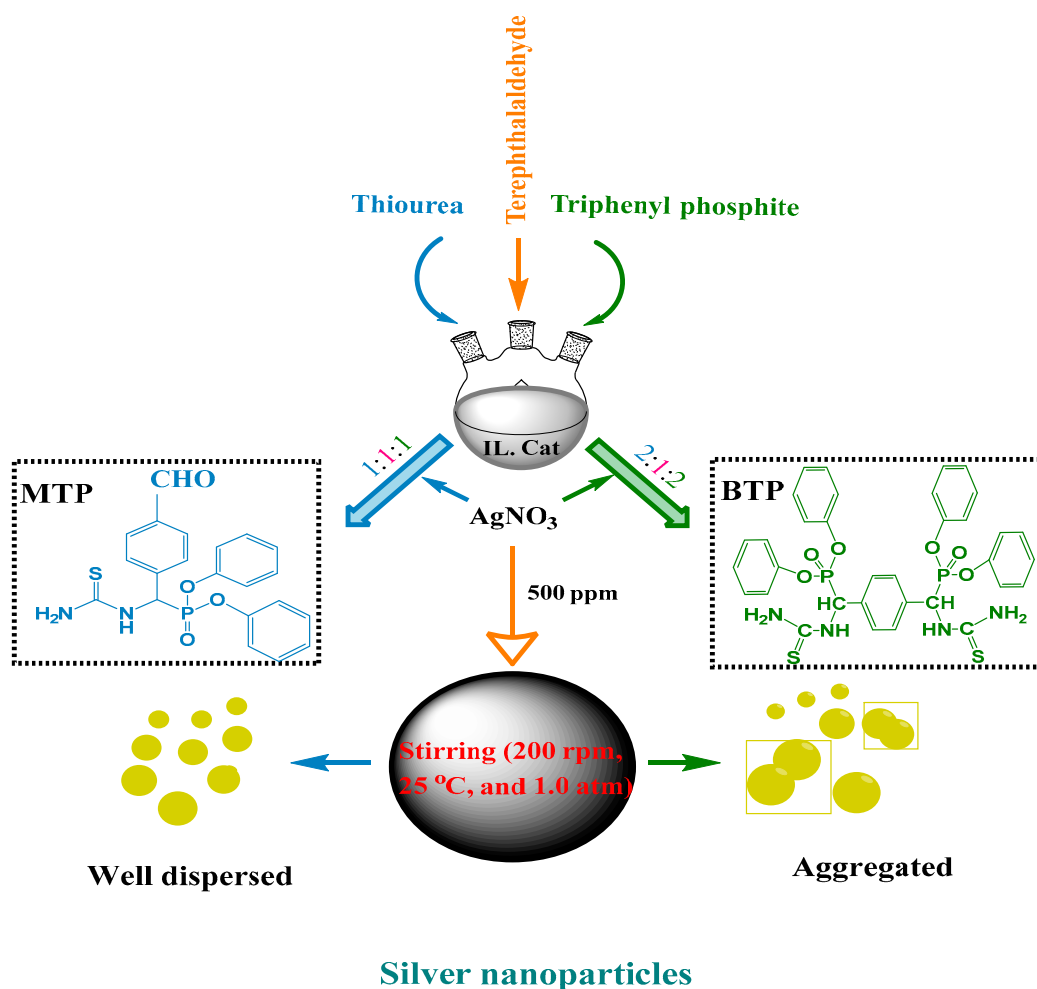 Terephthalaldehyde
Thiourea
Triphenyl phosphite
IL. Cat
1:1:1
2:1:2
MTP
CHO
S
H₂N
N
H
O
O
P
O
AgNO₃
500 ppm
BTP
O
O
O
O
P
P
O
O
HC
CH
H₂N
NH
S
HN
NH₂
S
Stirring (200 rpm,
25 ⁰C, and 1.0 atm)
Well dispersed
Aggregated
Silver nanoparticles